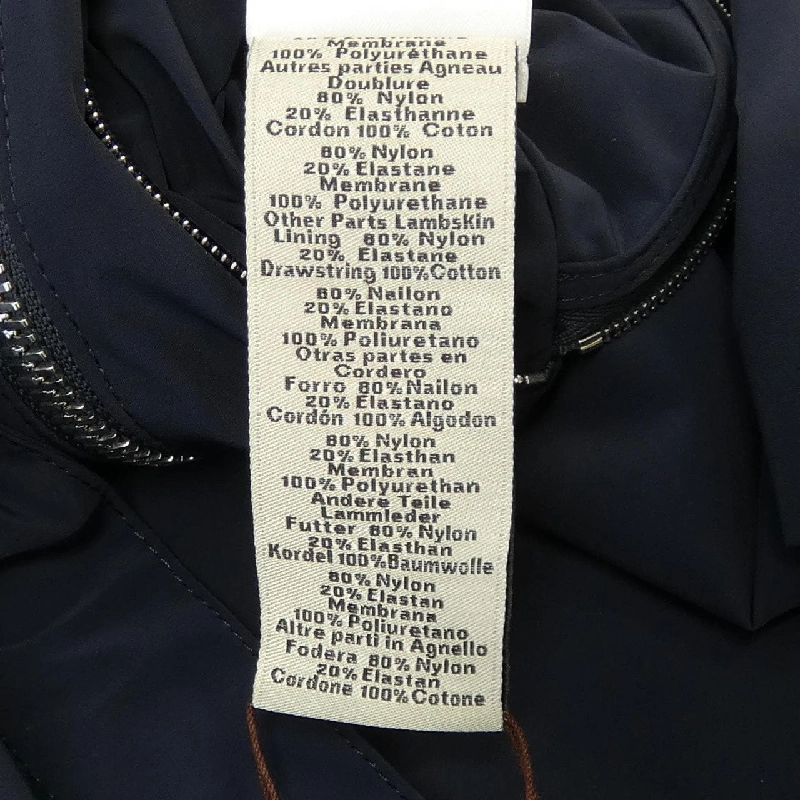 Membrane
100% Polyuréthane
Autres parties Agneau
Doublure
80% Nylon
20% Elasthanne
Cordon 100% Coton
80% Nylon
20% Elastane
Membrane
100% Polyurethane
Other Parts LambsKin
Lining 80% Nylon
20% Elastane
Drawstring 100% Cotton
80% Nailon
20% Elastano
Membrana
100% Poliuretano
Otras partes en
Cordero
Forro 80% Nailon
20% Elastano
Cordón 100% Algodon
80% Nylon
20% Elasthan
Membran
100% Polyurethan
Andere Teile
Lammleder
Futter 80% Nylon
20% Elasthan
Kordel 100% Baumwolle
80% Nylon
20% Elastan
Membrana
100% Poliuretano
Altre parti in Agnello
Fodera 80% Nylon
20% Elastan
Cordone 100% Cotone